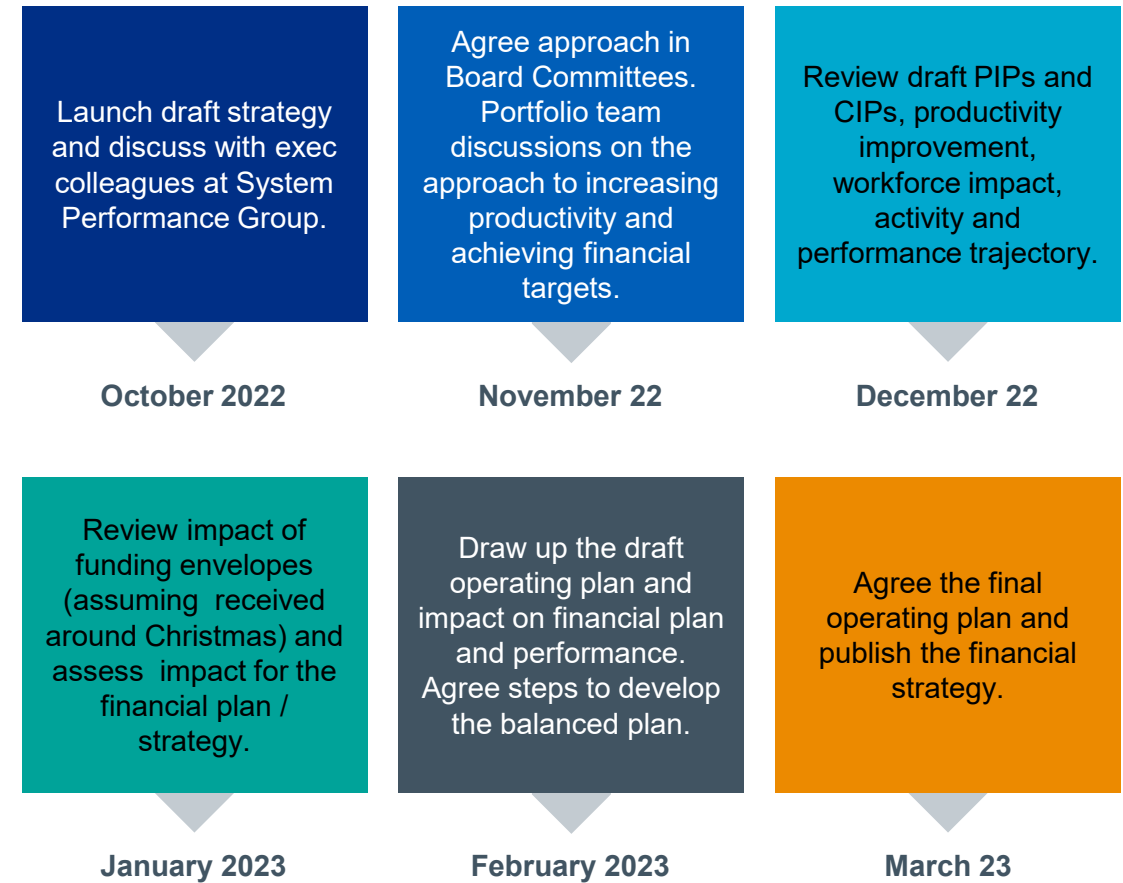 Launch draft strategy
and discuss with exec
colleagues at System
Performance Group.
October 2022
Agree approach in
Board Committees.
Portfolio team
discussions on the
approach to increasing
productivity and
achieving financial
targets.
November 22
Review draft PIPs and
CIPs, productivity
improvement,
workforce impact,
activity and
performance trajectory.
December 22
Review impact of
funding envelopes
(assuming received
around Christmas) and
assess impact for the
financial plan /
strategy.
January 2023
Draw up the draft
operating plan and
impact on financial plan
and performance.
Agree steps to develop
the balanced plan.
February 2023
Agree the final
operating plan and
publish the financial
strategy.
March 23